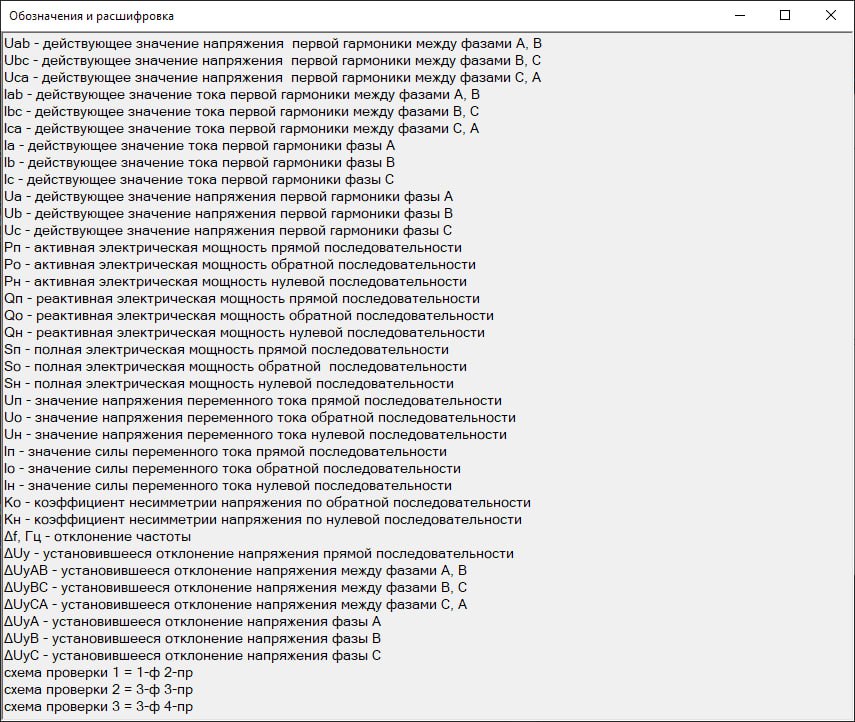 Обозначения и расшифровка
Uab - действующее значение напряжения  первой гармоники между фазами A, B
Ubc - действующее значение напряжения  первой гармоники между фазами B, C
Uca - действующее значение напряжения  первой гармоники между фазами C, A
Iab - действующее значение тока первой гармоники между фазами A, B
Ibc - действующее значение тока первой гармоники между фазами B, C
Ica - действующее значение тока первой гармоники между фазами C, A
Ia - действующее значение тока первой гармоники фазы A
Ib - действующее значение тока первой гармоники фазы B
Ic - действующее значение тока первой гармоники фазы C
Ua - действующее значение напряжения первой гармоники фазы A
Ub - действующее значение напряжения первой гармоники фазы B
Uc - действующее значение напряжения первой гармоники фазы C
Pп - активная электрическая мощность прямой последовательности
Pо - активная электрическая мощность обратной последовательности
Pн - активная электрическая мощность нулевой последовательности
Qп - реактивная электрическая мощность прямой последовательности
Qо - реактивная электрическая мощность обратной последовательности
Qн - реактивная электрическая мощность нулевой последовательности
Sп - полная электрическая мощность прямой последовательности
Sо - полная электрическая мощность обратной  последовательности
Sн - полная электрическая мощность нулевой последовательности
Uп - значение напряжения переменного тока прямой последовательности
Uо - значение напряжения переменного тока обратной последовательности
Uн - значение напряжения переменного тока нулевой последовательности
Iп - значение силы переменного тока прямой последовательности
Iо - значение силы переменного тока обратной последовательности
Iн - значение силы переменного тока нулевой последовательности
Kо - коэффициент несимметрии напряжения по обратной последовательности
Kн - коэффициент несимметрии напряжения по нулевой последовательности
Δf, Гц - отклонение частоты
ΔUy - установившееся отклонение напряжения прямой последовательности
ΔUyAB - установившееся отклонение напряжения между фазами A, B
ΔUyBC - установившееся отклонение напряжения между фазами B, C
ΔUyCA - установившееся отклонение напряжения между фазами C, A
ΔUyA - установившееся отклонение напряжения фазы A
ΔUyB - установившееся отклонение напряжения фазы B
ΔUyC - установившееся отклонение напряжения фазы C
схема проверки 1 = 1-ф 2-пр
схема проверки 2 = 3-ф 3-пр
схема проверки 3 = 3-ф 4-пр